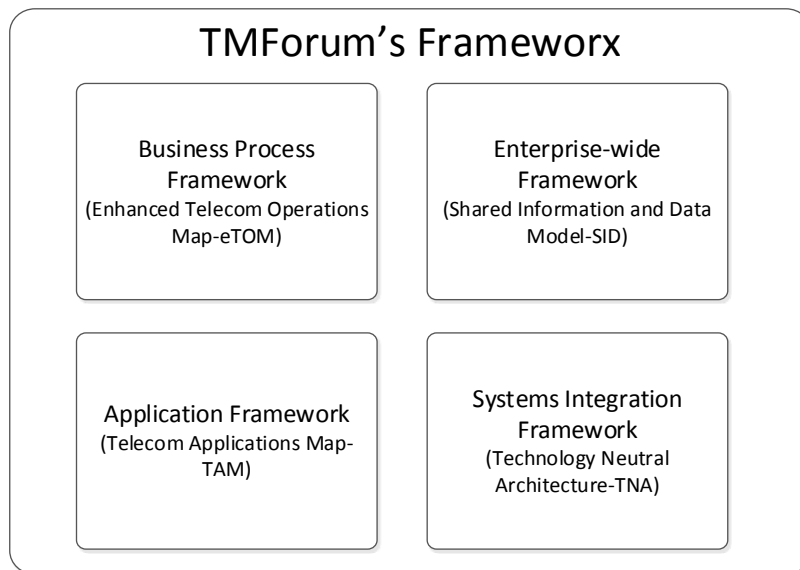 TMForum's Frameworx
Business Process
Framework
(Enhanced Telecom Operations
Map-eTOM)
Enterprise-wide
Framework
(Shared Information and Data
Model-SID)
Application Framework
(Telecom Applications Map-
TAM)
Systems Integration
Framework
(Technology Neutral
Architecture-TNA)